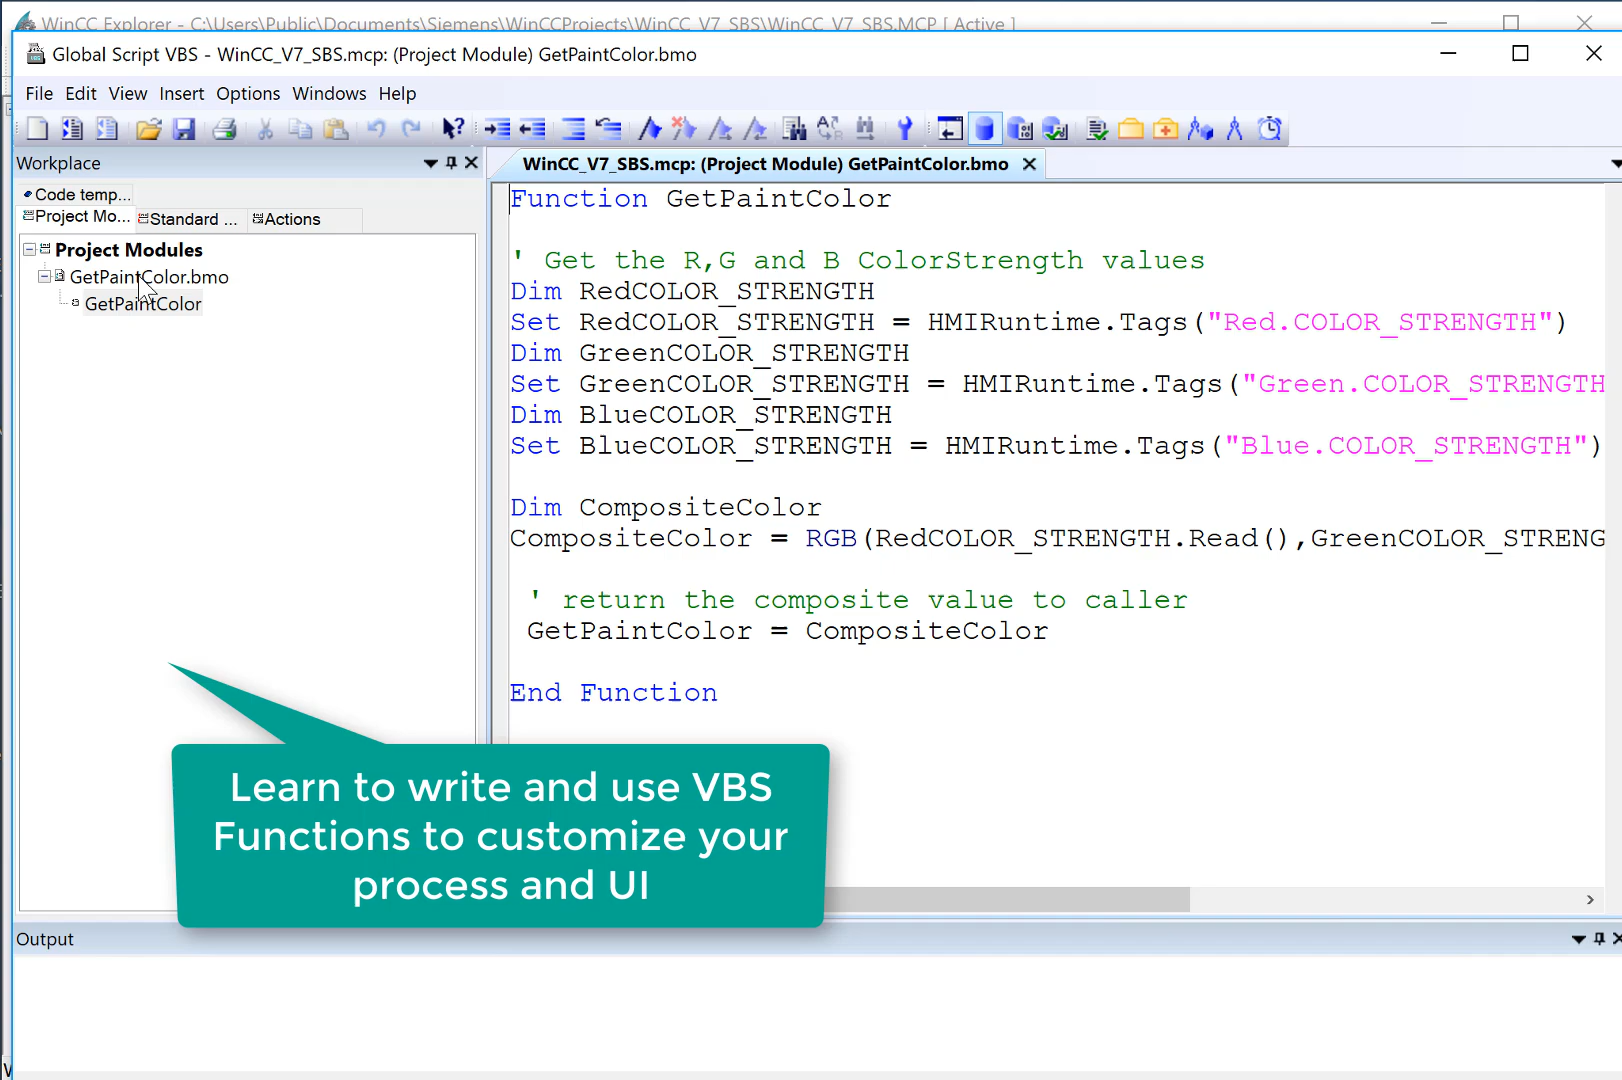 WinCC Explorer - C:\Users\Public\Documents\Siemens\WinCCProjects\WinCC_V7_SBS\WinCC_V7_SBS.MCP [ Active ]
Global Script VBS - WinCC_V7_SBS.mcp: (Project Module) GetPaintColor.bmo
File Edit View Insert Options Windows Help
Workplace
WinCC_V7_SBS.mcp: (Project Module) GetPaintColor.bmo
Code temp...
Project Mo... Standard ... Actions
Project Modules
GetPaintColor.bmo
GetPaintColor
Function GetPaintColor
' Get the R,G and B ColorStrength values
Dim RedCOLOR_STRENGTH
Set RedCOLOR_STRENGTH = HMIRuntime.Tags("Red.COLOR_STRENGTH")
Dim GreenCOLOR_STRENGTH
Set GreenCOLOR_STRENGTH = HMIRuntime.Tags("Green.COLOR_STRENGTH
Dim BlueCOLOR_STRENGTH
Set BlueCOLOR_STRENGTH = HMIRuntime.Tags("Blue.COLOR_STRENGTH")
Dim CompositeColor
CompositeColor = RGB(RedCOLOR_STRENGTH.Read(),GreenCOLOR_STRENG
' return the composite value to caller
GetPaintColor = CompositeColor
End Function
Learn to write and use VBS
Functions to customize your
process and UI
Output